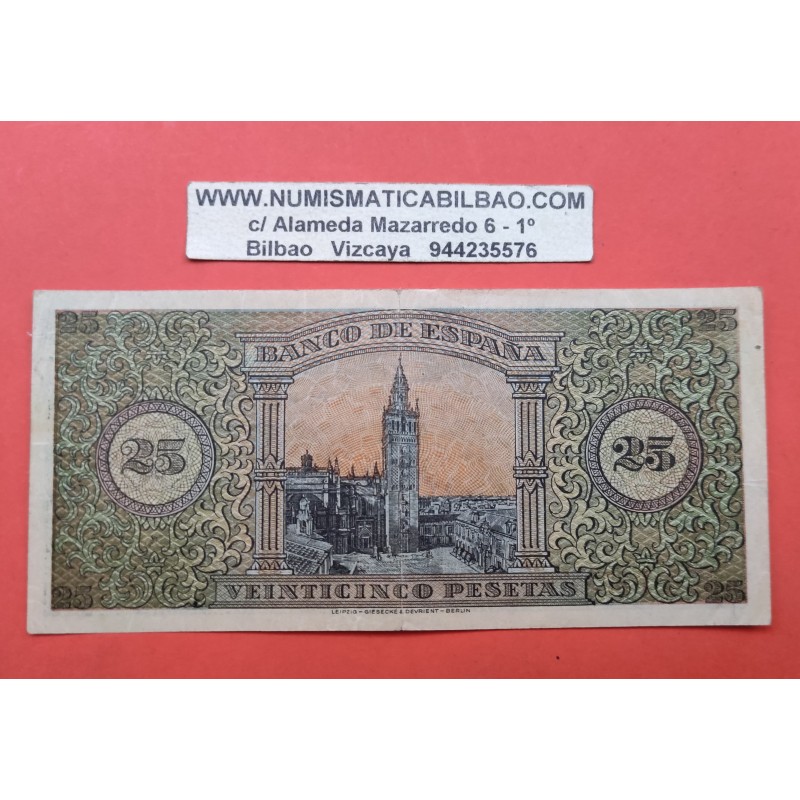 WWW.NUMISMATICABILBAO.COM
c/ Alameda Mazarredo 6 - 1º
Bilbao Vizcaya 944235576
25 25
BANCO DE ESPAÑA
25 25
25 25
VEINTICINCO PESETAS
LEIPZIG – GIESECKE & DEVRIENT – BERLIN